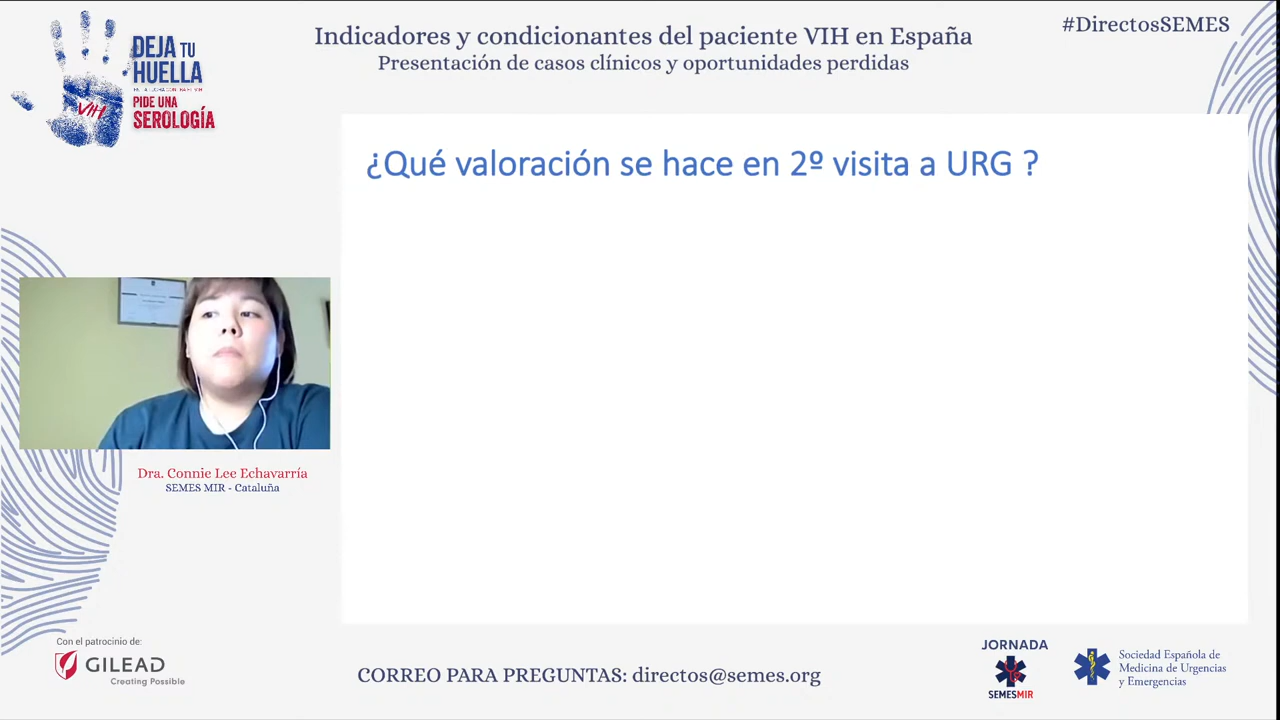 Indicadores y condicionantes del paciente VIH en España
Presentación de casos clínicos y oportunidades perdidas
#DirectosSEMES
DEJA TU
HUELLA
PIDE UNA
SEROLOGÍA
VIH
¿Qué valoración se hace en 2º visita a URG ?
Dra. Connie Lee Echavarría
SEMES MIR - Cataluña
Con el patrocinio de:
GILEAD
Creating Possible
CORREO PARA PREGUNTAS: directos@semes.org
JORNADA
SEMESMIR
Sociedad Española de
Medicina de Urgencias
y Emergencias